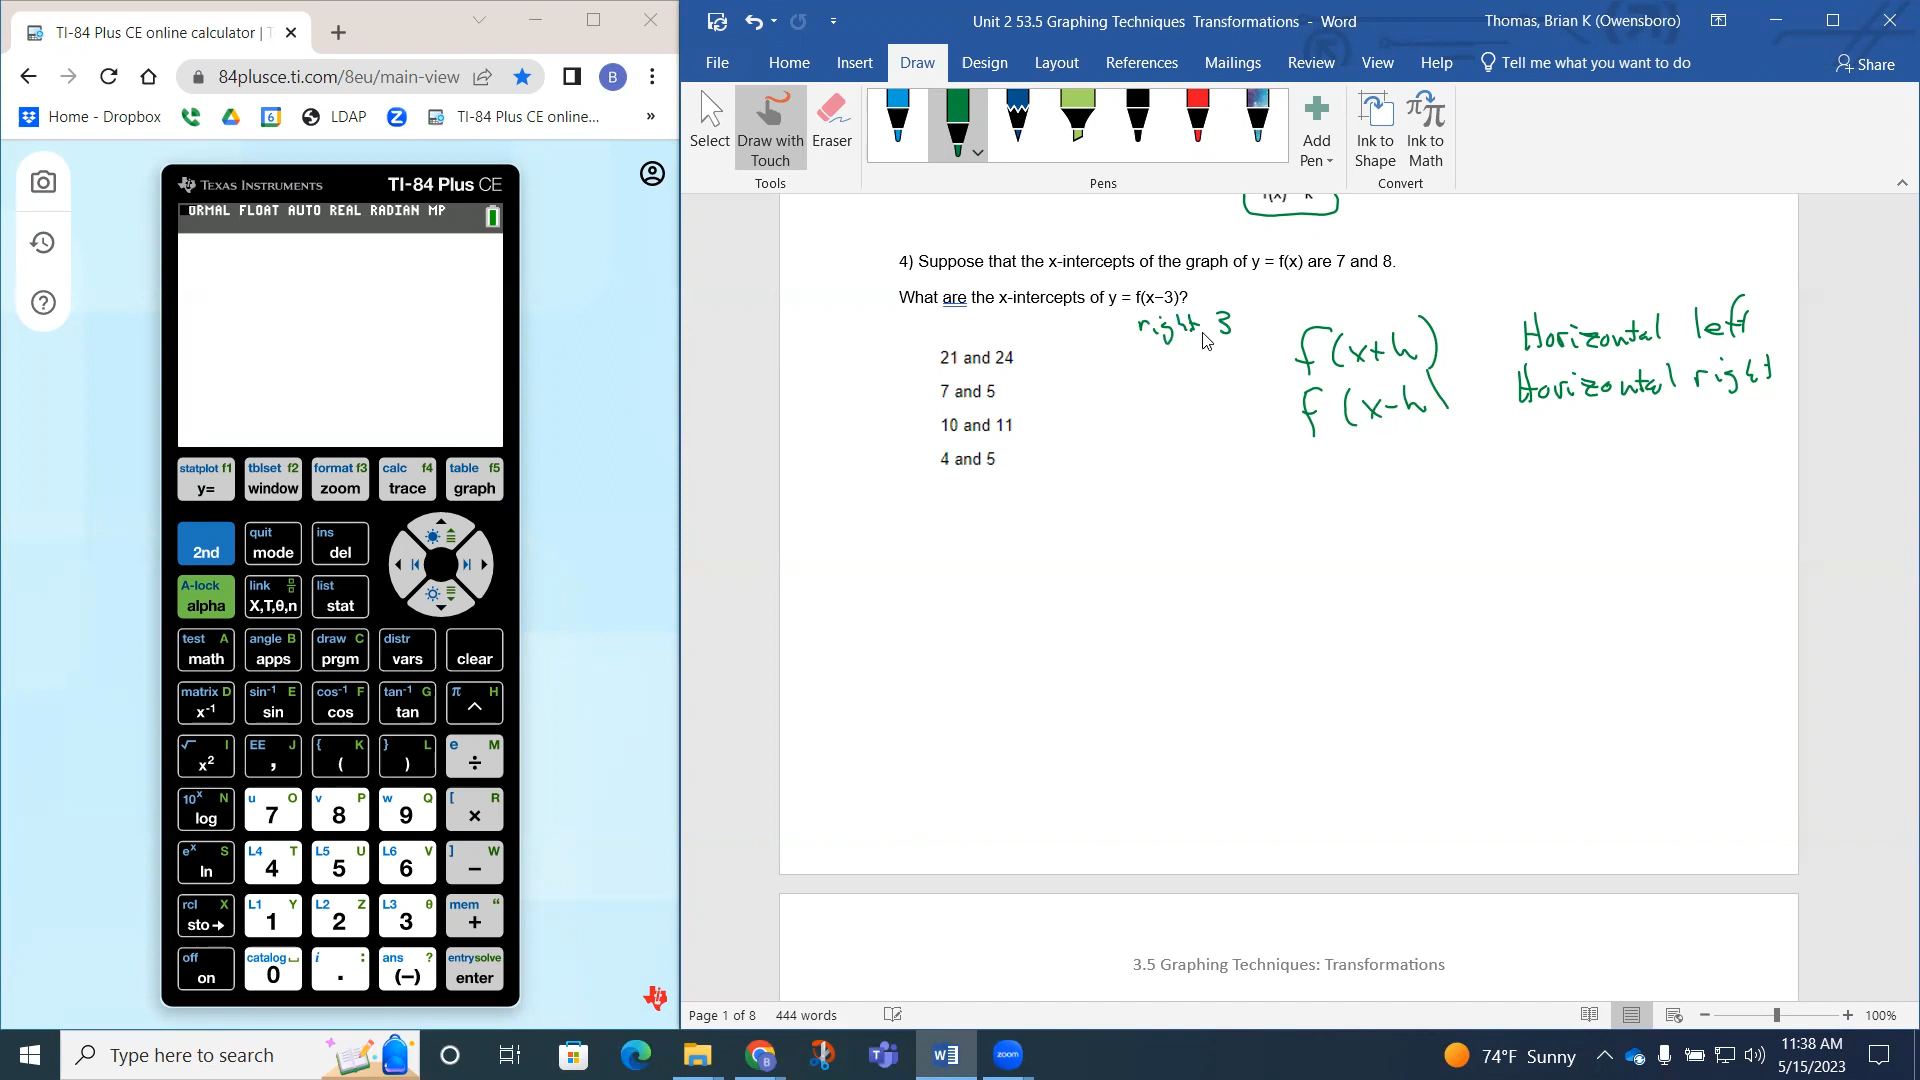 TI-84 Plus CE online calculator | T
84plusce.ti.com/8eu/main-view
B
Home - Dropbox
6
LDAP
Z
TI-84 Plus CE online...
»
TEXAS INSTRUMENTS
TI-84 Plus CE
ORMAL FLOAT AUTO REAL RADIAN MP
statplot f1 tblset f2 format f3 calc f4 table f5
y= window zoom trace graph
quit ins
2nd mode del
A-lock link list
alpha X,T,θ,n stat
test A angle B draw C distr
math apps prgm vars clear
matrix D sin⁻¹ E cos⁻¹ F tan⁻¹ G π H
x⁻¹ sin cos tan ^
√ I EE J { K } L e M
x² , ( ) ÷
10ˣ N u O v P w Q [ R
log 7 8 9 ×
eˣ S L4 T L5 U L6 V ] W
ln 4 5 6 −
rcl X L1 Y L2 Z L3 θ mem “
sto→ 1 2 3 +
off catalog i : ans ? entry solve
on 0 . (−) enter
Unit 2 53.5 Graphing Techniques Transformations - Word
Thomas, Brian K (Owensboro)
File Home Insert Draw Design Layout References Mailings Review View Help Tell me what you want to do Share
Select Draw with Touch Eraser Add Pen Ink to Shape Ink to Math
Tools Pens Convert
4) Suppose that the x-intercepts of the graph of y = f(x) are 7 and 8.
What are the x-intercepts of y = f(x−3)?
right 3
f(x+h) Horizontal left
f(x-h) Horizontal right
21 and 24
7 and 5
10 and 11
4 and 5
3.5 Graphing Techniques: Transformations
Page 1 of 8 444 words
100%
Type here to search
zoom
74°F Sunny
11:38 AM
5/15/2023